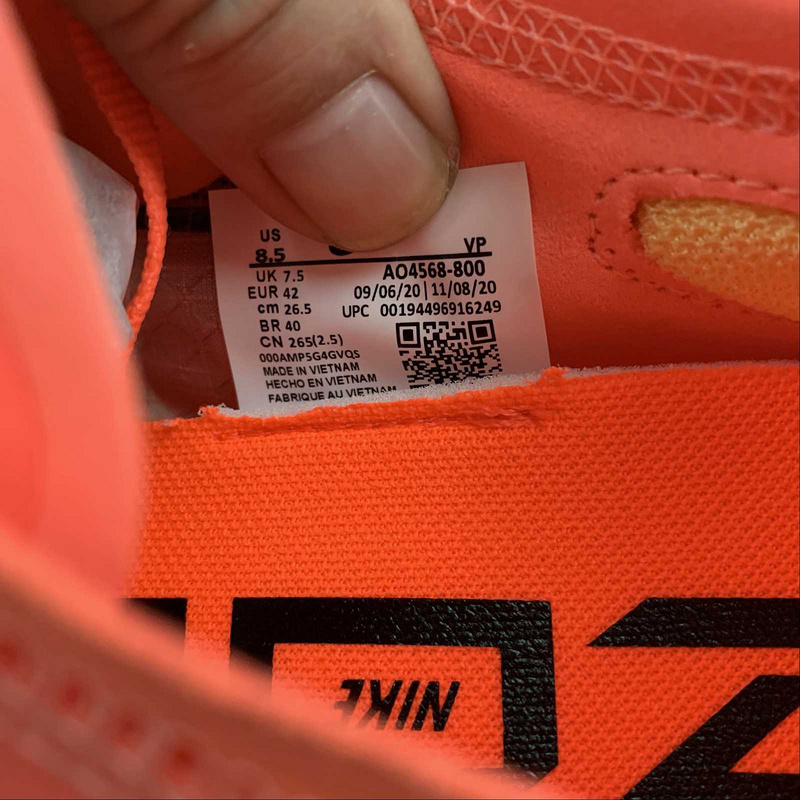 US
8.5 VP
UK 7.5 AO4568-800
EUR 42 09/06/20 | 11/08/20
cm 26.5 UPC 00194496916249
BR 40
CN 265(2.5)
000AMP5G4GVQS
MADE IN VIETNAM
HECHO EN VIETNAM
FABRIQUE AU VIETNAM
NIKE